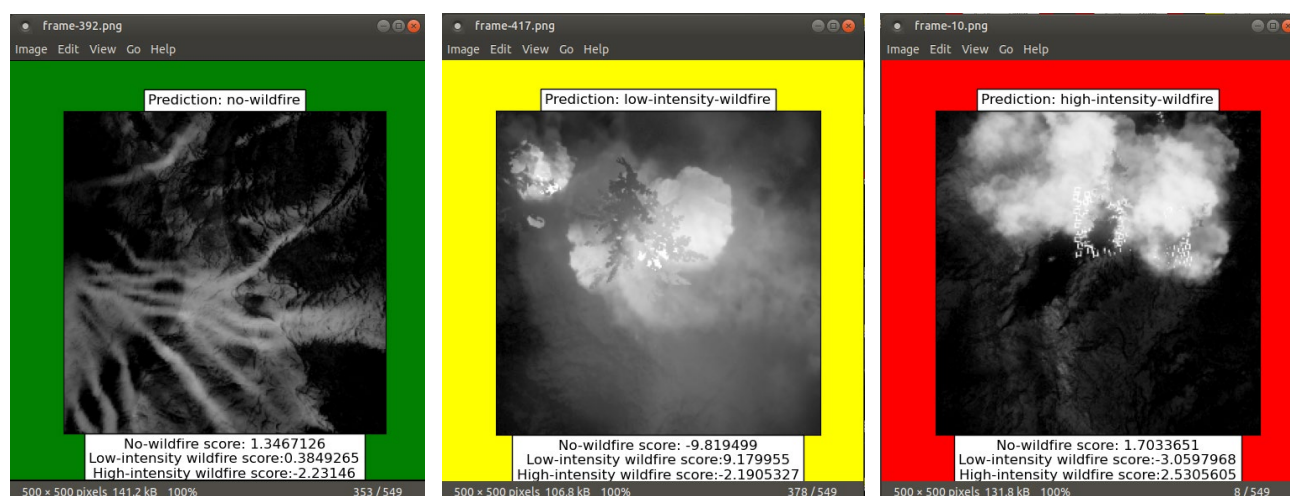 frame-392.png
Image Edit View Go Help
Prediction: no-wildfire
No-wildfire score: 1.3467126
Low-intensity wildfire score:0.3849265
High-intensity wildfire score:-2.23146
500 × 500 pixels 141.2 kB 100% 353 / 549
frame-417.png
Image Edit View Go Help
Prediction: low-intensity-wildfire
No-wildfire score: -9.819499
Low-intensity wildfire score:9.179955
High-intensity wildfire score:-2.1905327
500 × 500 pixels 106.8 kB 100% 378 / 549
frame-10.png
Image Edit View Go Help
Prediction: high-intensity-wildfire
No-wildfire score: 1.7033651
Low-intensity wildfire score:-3.0597968
High-intensity wildfire score:2.5305605
500 × 500 pixels 131.8 kB 100% 8 / 549